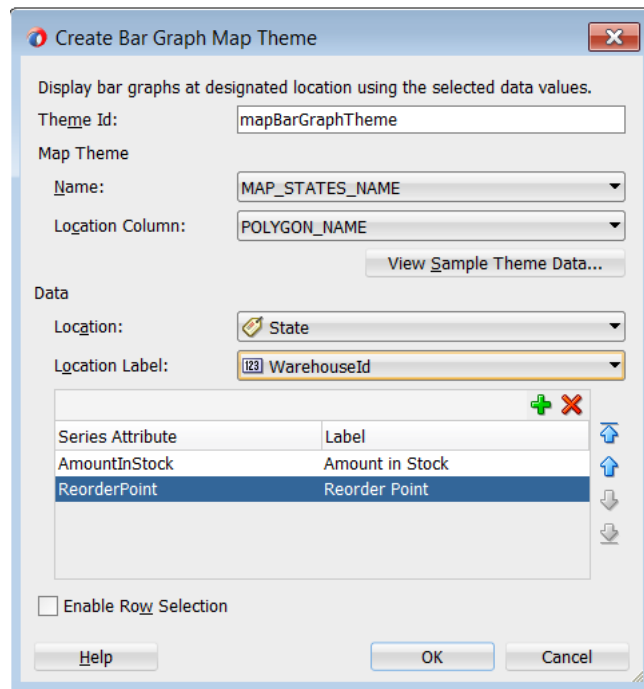 Create Bar Graph Map Theme
Display bar graphs at designated location using the selected data values.
Theme Id: mapBarGraphTheme
Map Theme
Name: MAP_STATES_NAME
Location Column: POLYGON_NAME
View Sample Theme Data...
Data
Location: State
Location Label: 123 WarehouseId
Series Attribute Label
AmountInStock Amount in Stock
ReorderPoint Reorder Point
Enable Row Selection
Help OK Cancel